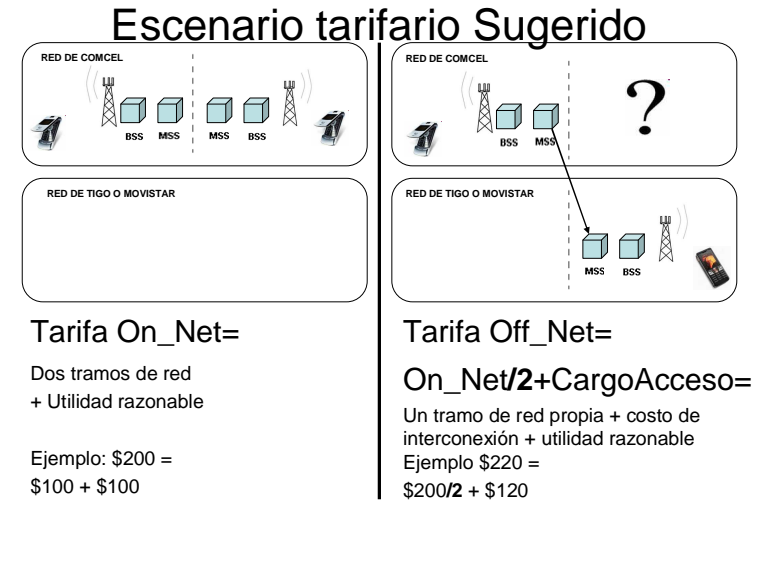 Escenario tarifario Sugerido
RED DE COMCEL
BSS MSS MSS BSS
RED DE TIGO O MOVISTAR
Tarifa On_Net=
Dos tramos de red
+ Utilidad razonable
Ejemplo: $200 =
$100 + $100
RED DE COMCEL
?
BSS MSS
RED DE TIGO O MOVISTAR
MSS BSS
Tarifa Off_Net=
On_Net/2+CargoAcceso=
Un tramo de red propia + costo de
interconexión + utilidad razonable
Ejemplo $220 =
$200/2 + $120